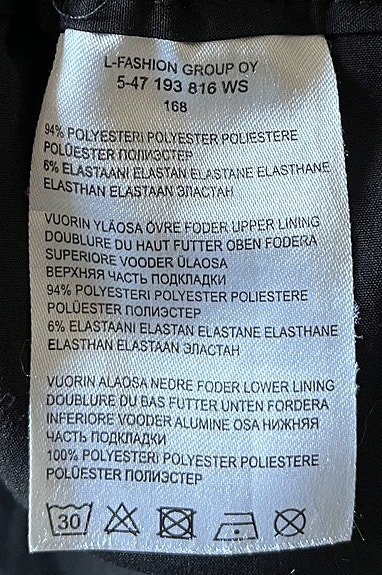 L-FASHION GROUP OY
5-47 193 816 WS
168
94% POLYESTERI POLYESTER POLIESTERE
POLÜESTER ПОЛИЭСТЕР
6% ELASTAANI ELASTAN ELASTANE ELASTHANE
ELASTHAN ELASTAAN ЭЛАСТАН
VUORIN YLÄOSA ÖVRE FODER UPPER LINING
DOUBLURE DU HAUT FUTTER OBEN FODERA
SUPERIORE VOODER ÜLAOSA
ВЕРХНЯЯ ЧАСТЬ ПОДКЛАДКИ
94% POLYESTERI POLYESTER POLIESTERE
POLÜESTER ПОЛИЭСТЕР
6% ELASTAANI ELASTAN ELASTANE ELASTHANE
ELASTHAN ELASTAAN ЭЛАСТАН
VUORIN ALAOSA NEDRE FODER LOWER LINING
DOUBLURE DU BAS FUTTER UNTEN FORDERA
INFERIORE VOODER ALUMINE OSA НИЖНЯЯ
ЧАСТЬ ПОДКЛАДКИ
100% POLYESTERI POLYESTER POLIESTERE
POLÜESTER ПОЛИЭСТЕР
30